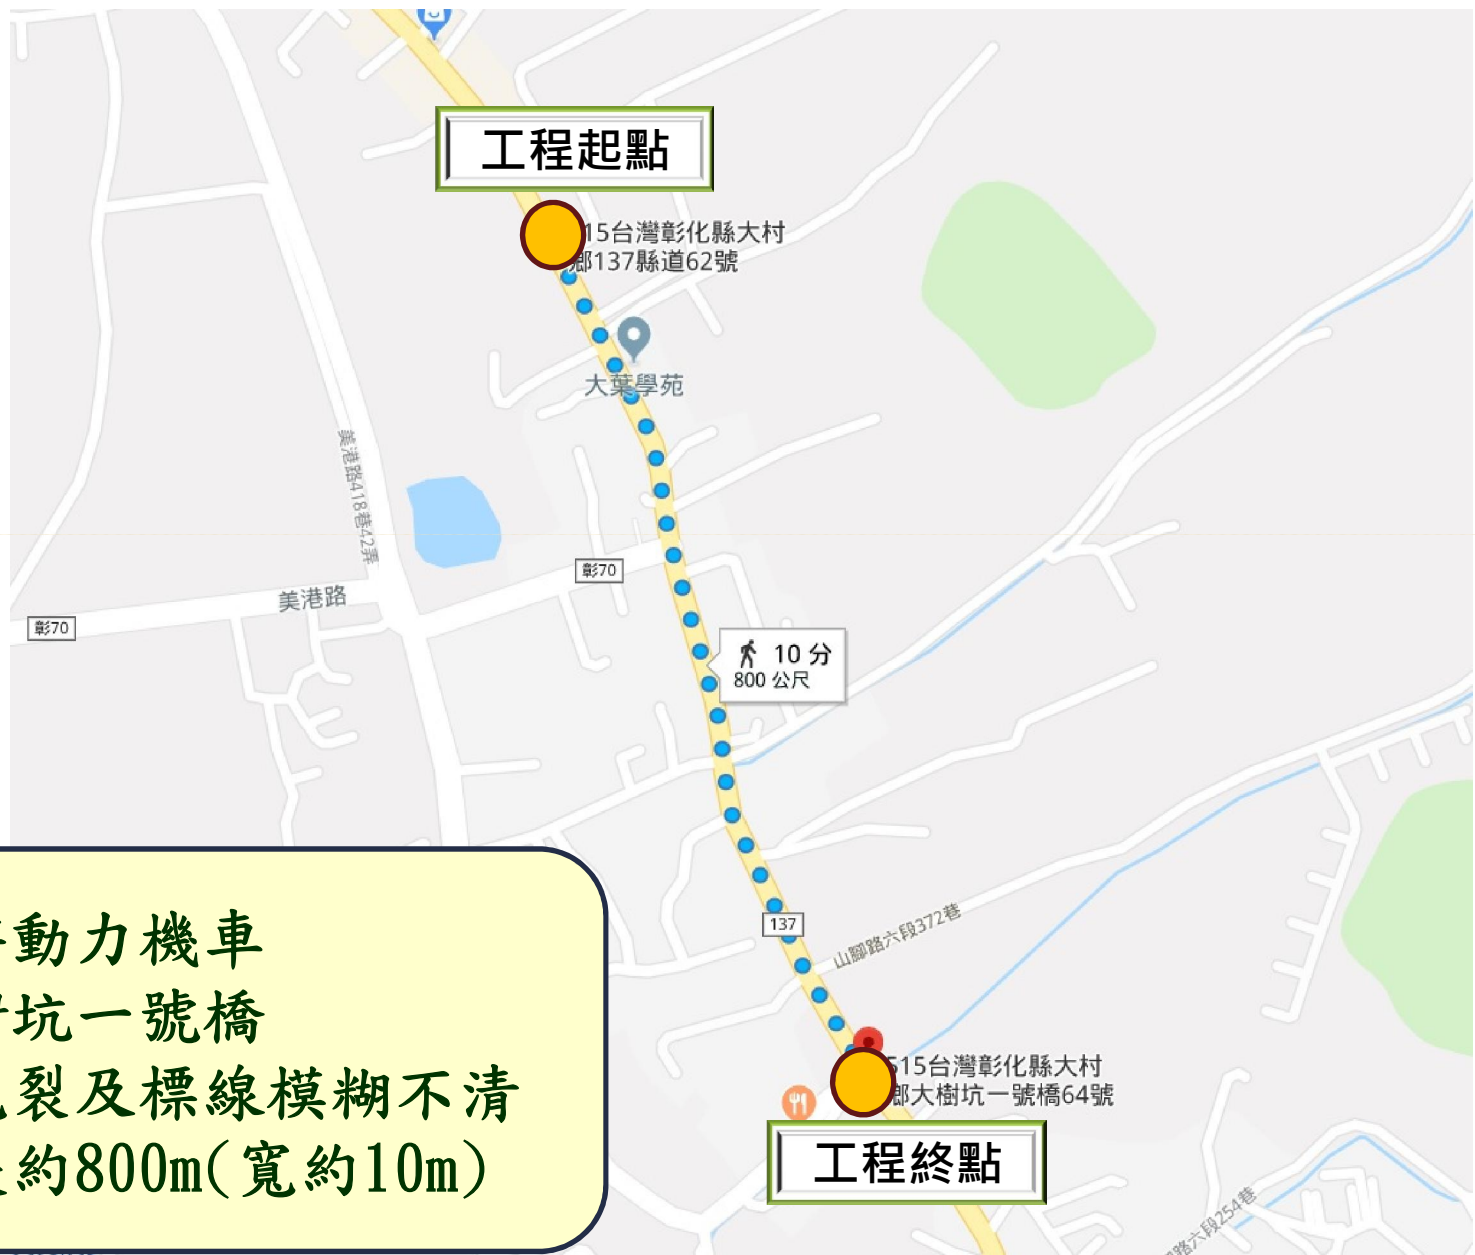 工程起點
15台灣彰化縣大村
鄉137縣道62號
大葉學苑
美港路418巷42弄
彰70
美港路
彰70
10 分
800 公尺
137
山腳路六段372巷
動力機車
坑一號橋
裂及標線模糊不清
約800m(寬約10m)
515台灣彰化縣大村
鄉大樹坑一號橋64號
工程終點
路六段254巷